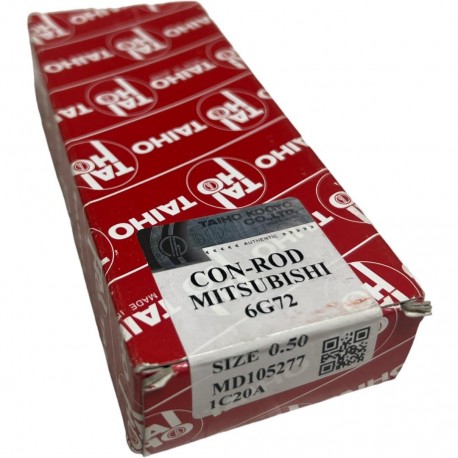 TAIHO
TAIHO
TAIHO
TAIHO
TAIHO KOGYO
CO.,LTD.
AUTHENTIC
CON-ROD
MITSUBISHI
6G72
SIZE 0.50
MD105277
1C20A
MADE
TAIHO